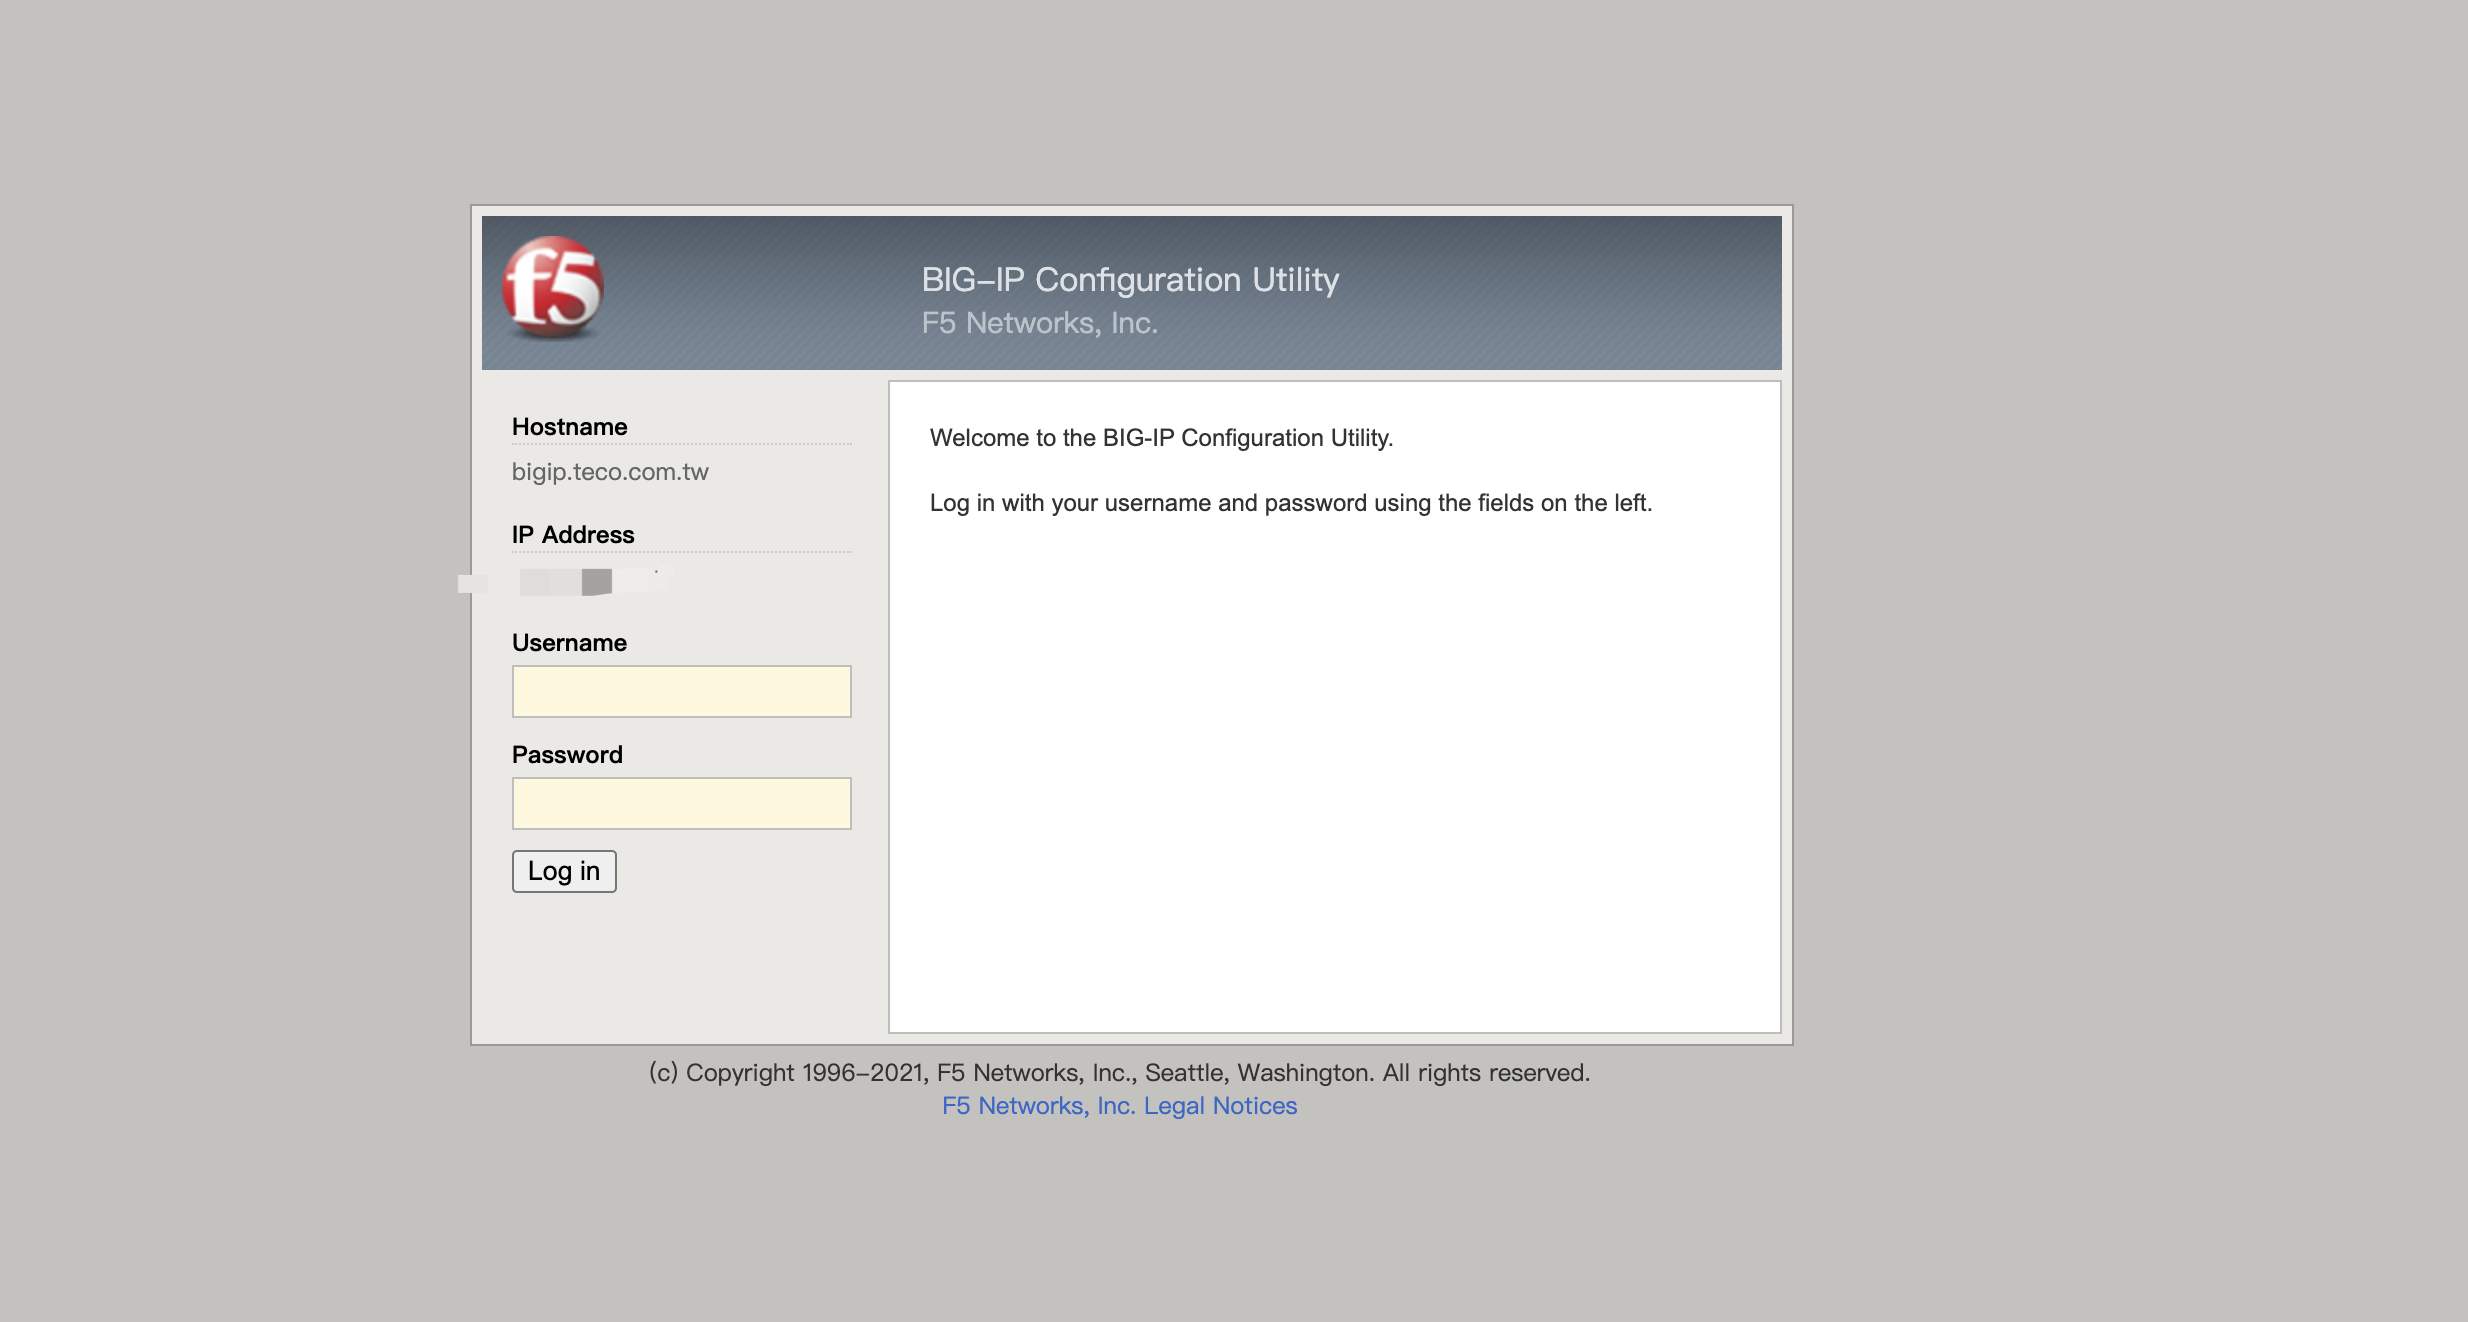 f5
BIG-IP Configuration Utility
F5 Networks, Inc.
Hostname
bigip.teco.com.tw
IP Address
Username
Password
Log in
Welcome to the BIG-IP Configuration Utility.
Log in with your username and password using the fields on the left.
(c) Copyright 1996-2021, F5 Networks, Inc., Seattle, Washington. All rights reserved.
F5 Networks, Inc. Legal Notices